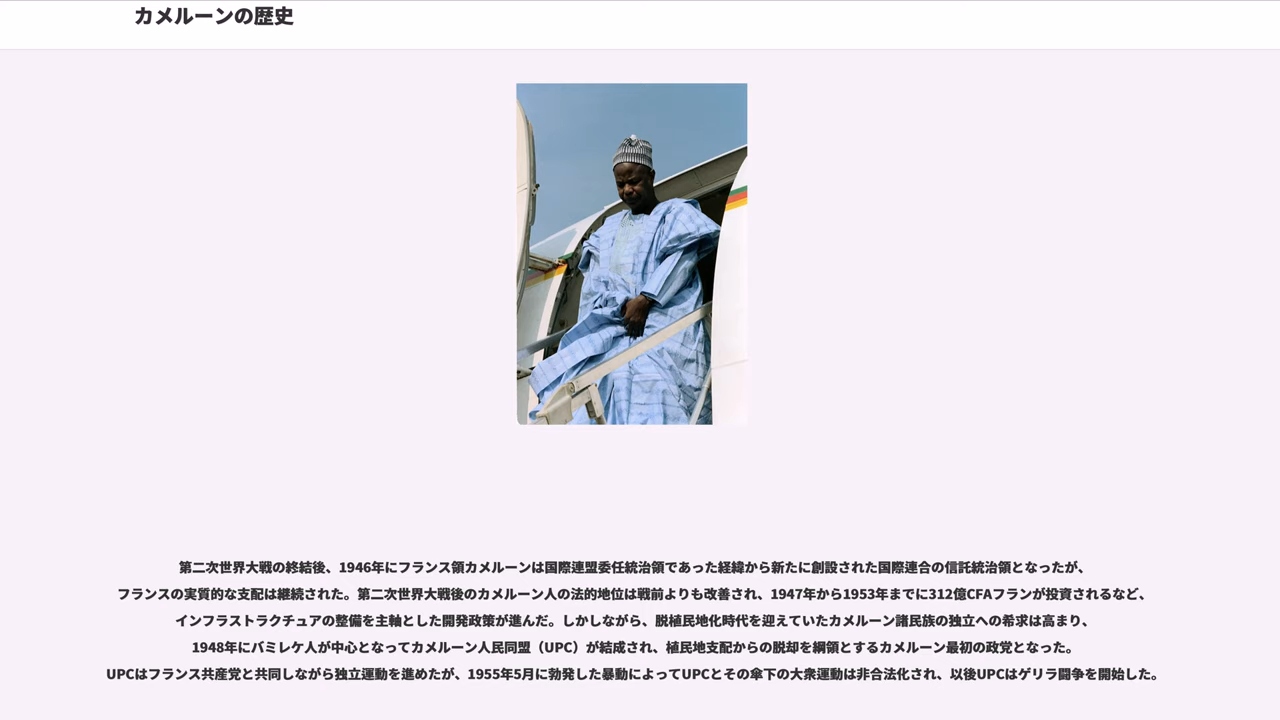 カメルーンの歴史
第二次世界大戦の終結後、1946年にフランス領カメルーンは国際連盟委任統治領であった経緯から新たに創設された国際連合の信託統治領となったが、
フランスの実質的な支配は継続された。第二次世界大戦後のカメルーン人の法的地位は戦前よりも改善され、1947年から1953年までに312億CFAフランが投資されるなど、
インフラストラクチュアの整備を主軸とした開発政策が進んだ。しかしながら、脱植民地化時代を迎えていたカメルーン諸民族の独立への希求は高まり、
1948年にバミレケ人が中心となってカメルーン人民同盟（UPC）が結成され、植民地支配からの脱却を綱領とするカメルーン最初の政党となった。
UPCはフランス共産党と共同しながら独立運動を進めたが、1955年5月に勃発した暴動によってUPCとその傘下の大衆運動は非合法化され、以後UPCはゲリラ闘争を開始した。